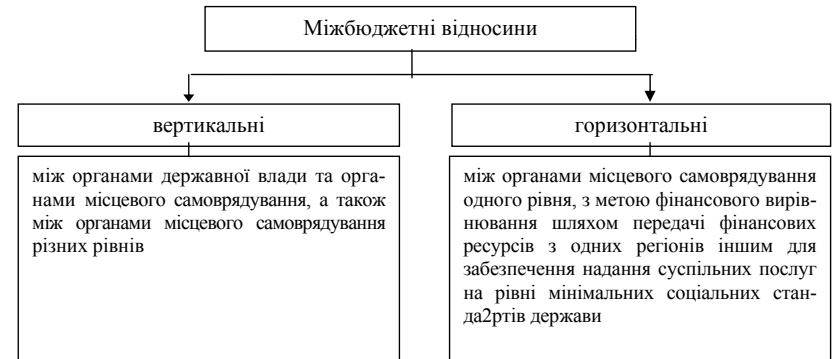 Міжбюджетні відносини
вертикальні
горизонтальні
між органами державної влади та орга-
нами місцевого самоврядування, а також
між органами місцевого самоврядування
різних рівнів
між органами місцевого самоврядування
одного рівня, з метою фінансового вирів-
нювання шляхом передачі фінансових
ресурсів з одних регіонів іншим для
забезпечення надання суспільних послуг
на рівні мінімальних соціальних стан-
да2ртів держави